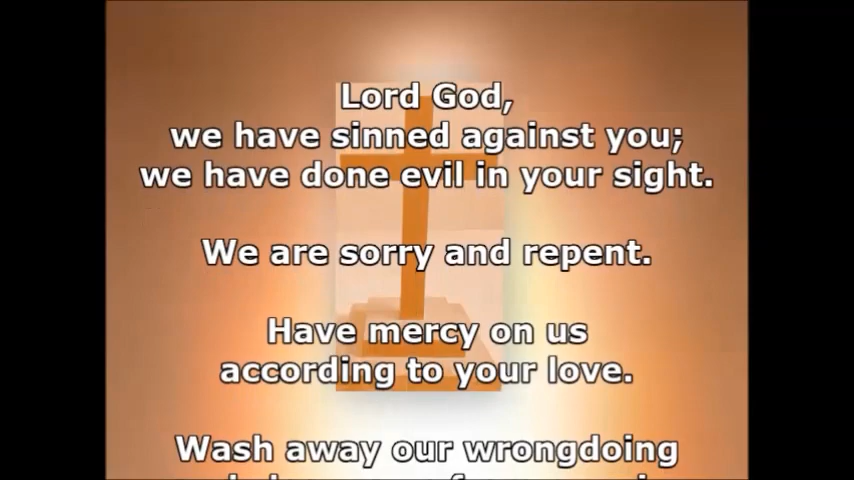 Lord God,
we have sinned against you;
we have done evil in your sight.
We are sorry and repent.
Have mercy on us
according to your love.
Wash away our wrongdoing